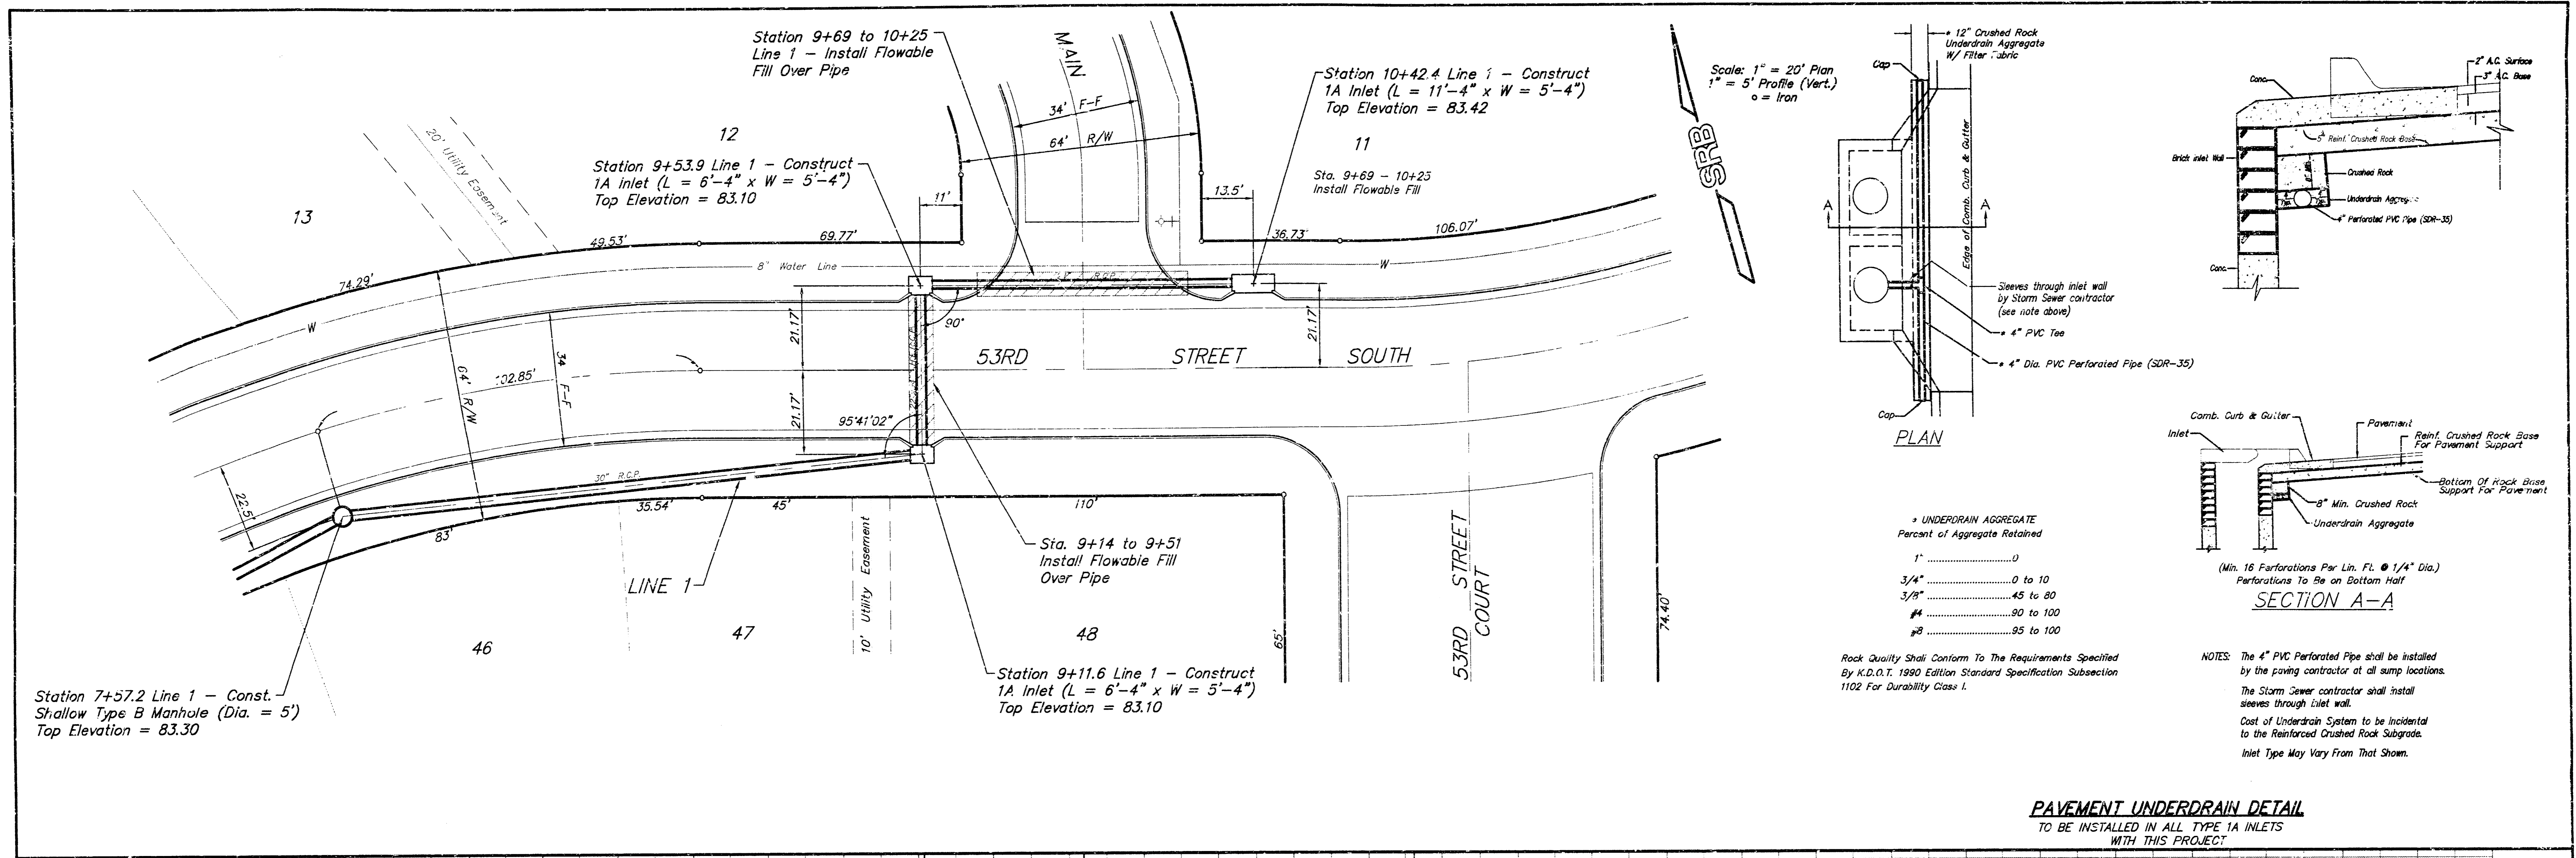 Station 9+69 to 10+25
Line 1 - Install Flowable
Fill Over Pipe
MAIN
34' F-F
64' R/W
12
Station 9+53.9 Line 1 - Construct
1A Inlet (L = 6'-4" x W = 5'-4")
Top Elevation = 83.10
11'
Station 10+42.4 Line 1 - Construct
1A Inlet (L = 11'-4" x W = 5'-4")
Top Elevation = 83.42
11
Sta. 9+69 - 10+25
Install Flowable Fill
13.5'
20' Utility Easement
13
74.29'
49.53'
69.77'
36.73'
106.07'
8" Water Line
W
W
R.C.P.
21.17'
90°
21.17'
21.17'
53RD STREET SOUTH
102.85'
34' F-F
64' R/W
95°41'02"
22.5'
30" R.C.P.
83'
35.54'
45'
110'
LINE 1
10' Utility Easement
Sta. 9+14 to 9+51
Install Flowable Fill
Over Pipe
46
47
48
65'
53RD STREET
COURT
74.40'
Station 7+57.2 Line 1 - Const.
Shallow Type B Manhole (Dia. = 5')
Top Elevation = 83.30
Station 9+11.6 Line 1 - Construct
1A Inlet (L = 6'-4" x W = 5'-4")
Top Elevation = 83.10
SRB
Scale: 1" = 20' Plan
1" = 5' Profile (Vert.)
o = Iron
* 12" Crushed Rock
Underdrain Aggregate
W/ Filter Fabric
Cap
A
A
Edge of Comb. Curb & Gutter
Sleeves through inlet wall
by Storm Sewer contractor
(see note above)
* 4" PVC Tee
* 4" Dia. PVC Perforated Pipe (SDR-35)
Cap
PLAN
2" A.C. Surface
3" A.C. Base
Conc.
5" Reinf. Crushed Rock Base
Brick Inlet Wall
Crushed Rock
Underdrain Aggregate
4" Perforated PVC Pipe (SDR-35)
Conc.
Comb. Curb & Gutter
Inlet
Pavement
Reinf. Crushed Rock Base
For Pavement Support
Bottom Of Rock Base
Support For Pavement
8" Min. Crushed Rock
Underdrain Aggregate
(Min. 16 Perforations Per Lin. Ft. @ 1/4" Dia.)
Perforations To Be on Bottom Half
SECTION A-A
* UNDERDRAIN AGGREGATE
Percent of Aggregate Retained
1" ........................0
3/4" ........................0 to 10
3/8" ........................45 to 80
#4 ........................90 to 100
#8 ........................95 to 100
Rock Quality Shall Conform To The Requirements Specified
By K.D.O.T. 1990 Edition Standard Specification Subsection
1102 For Durability Class I.
NOTES: The 4" PVC Perforated Pipe shall be installed
by the paving contractor at all sump locations.
The Storm Sewer contractor shall install
sleeves through inlet wall.
Cost of Underdrain System to be incidental
to the Reinforced Crushed Rock Subgrade.
Inlet Type May Vary From That Shown.
PAVEMENT UNDERDRAIN DETAIL
TO BE INSTALLED IN ALL TYPE 1A INLETS
WITH THIS PROJECT